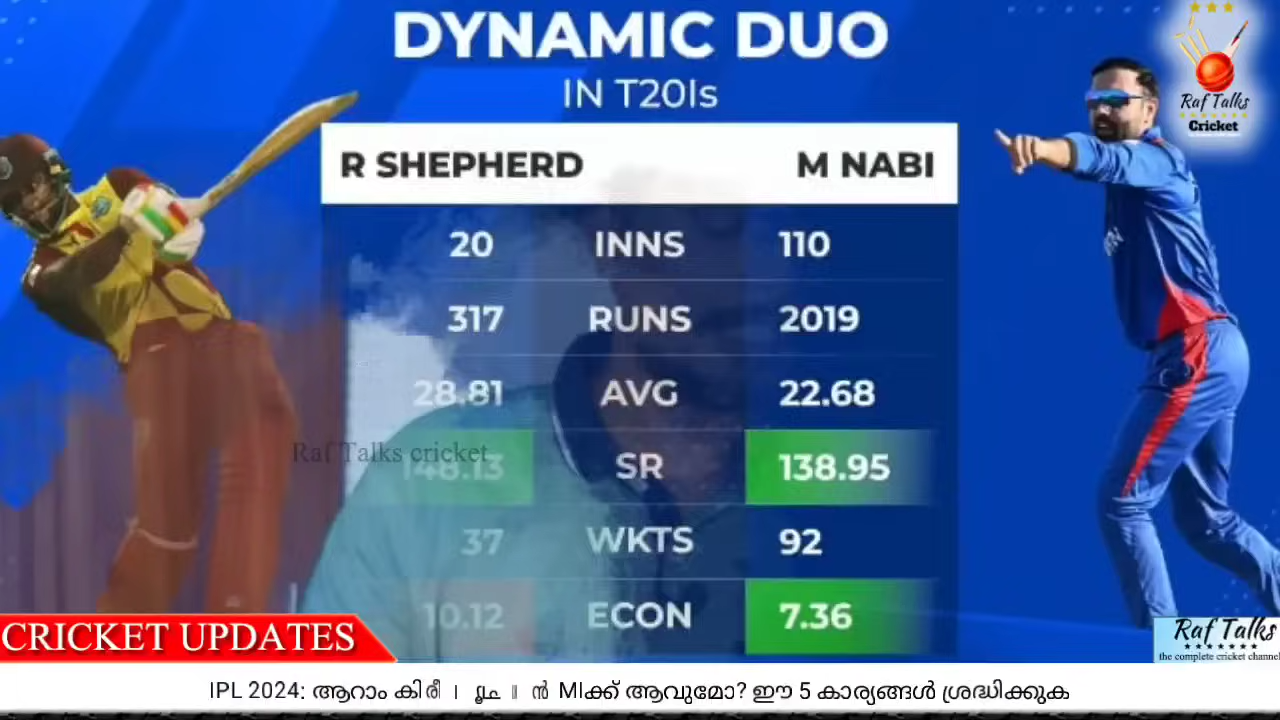 DYNAMIC DUO
IN T20Is
R SHEPHERD M NABI
20 INNS 110
317 RUNS 2019
28.81 AVG 22.68
148.13 SR 138.95
37 WKTS 92
10.12 ECON 7.36
Raf Talks
Cricket
Raf Talks cricket
CRICKET UPDATES
Raf Talks
the complete cricket channel
IPL 2024: ആറാം MIക്ക് ആവുമോ? ഈ 5 കാര്യങ്ങൾ ശ്രദ്ധിക്കുക